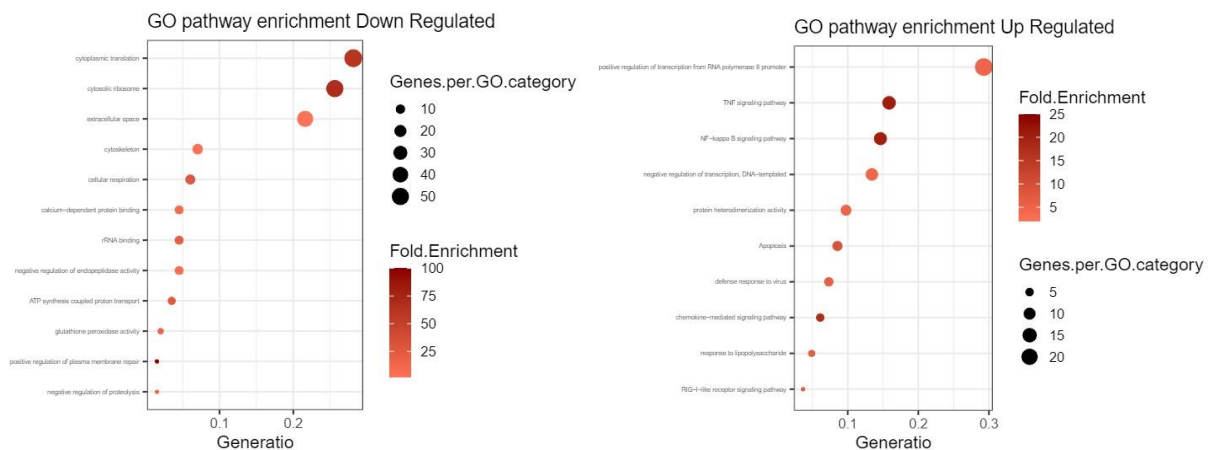 GO pathway enrichment Down Regulated
cytoplasmic translation
cytosolic ribosome
extracellular space
cytoskeleton
cellular respiration
calcium-dependent protein binding
rRNA binding
negative regulation of endopeptidase activity
ATP synthesis coupled proton transport
glutathione peroxidase activity
positive regulation of plasma membrane repair
negative regulation of proteolysis
0.1 0.2
Generatio
Genes.per.GO.category
10
20
30
40
50
Fold.Enrichment
100
75
50
25
GO pathway enrichment Up Regulated
positive regulation of transcription from RNA polymerase II promoter
TNF signaling pathway
NF-kappa B signaling pathway
negative regulation of transcription, DNA-templated
protein heterodimerization activity
Apoptosis
defense response to virus
chemokine-mediated signaling pathway
response to lipopolysaccharide
RIG-I-like receptor signaling pathway
0.1 0.2 0.3
Generatio
Fold.Enrichment
25
20
15
10
5
Genes.per.GO.category
5
10
15
20